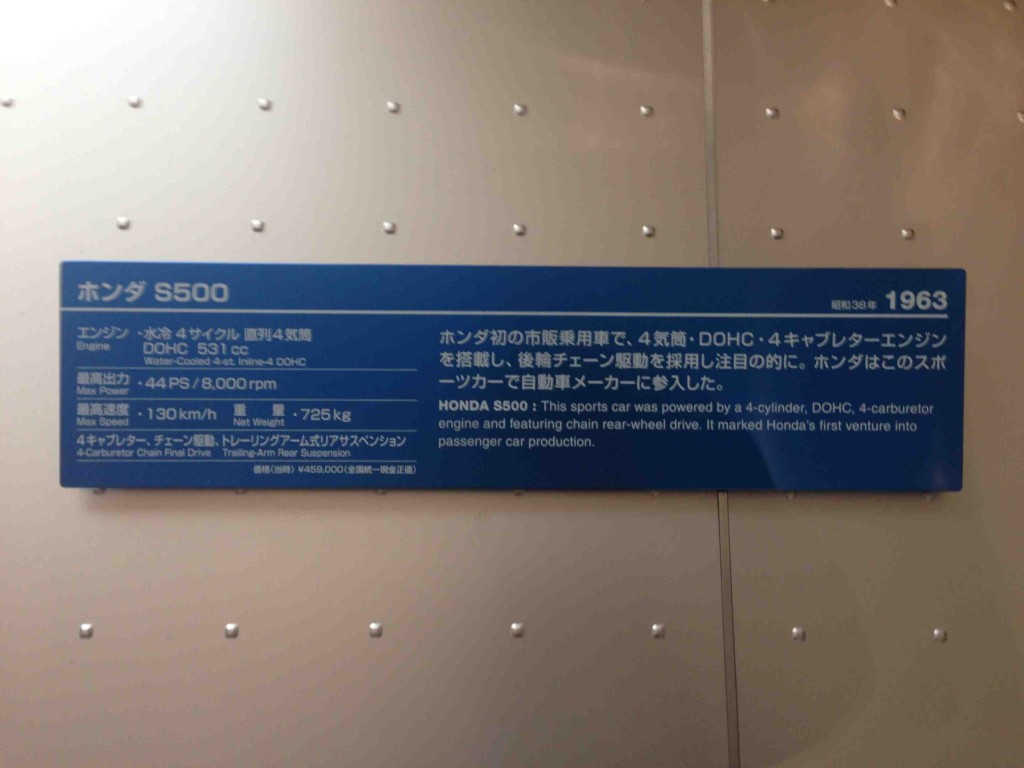 ホンダ S500
昭和38年 1963
エンジン ・水冷 4サイクル 直列4気筒
Engine DOHC 531cc
Water-Cooled 4-st. Inline-4 DOHC
最高出力 ・44PS/8,000rpm
Max Power
最高速度 ・130km/h 重量 ・725kg
Max Speed Net Weight
4キャブレター、チェーン駆動、トレーリングアーム式リアサスペンション
4-Carburetor Chain Final Drive Trailing-Arm Rear Suspension
価格(当時) ¥459,000(全国統一現金正価)
ホンダ初の市販乗用車で、4気筒・DOHC・4キャブレターエンジン
を搭載し、後輪チェーン駆動を採用し注目の的に。ホンダはこのスポ
ーツカーで自動車メーカーに参入した。
HONDA S500 : This sports car was powered by a 4-cylinder, DOHC, 4-carburetor
engine and featuring chain rear-wheel drive. It marked Honda's first venture into
passenger car production.